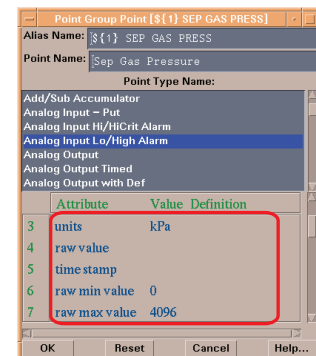 Point Group Point [${1} SEP GAS PRESS]
Alias Name: ${1} SEP GAS PRESS
Point Name: Sep Gas Pressure
Point Type Name:
Add/Sub Accumulator
Analog Input - Put
Analog Input Hi/HiCrit Alarm
Analog Input Lo/High Alarm
Analog Output
Analog Output Timed
Analog Output with Def
Attribute Value Definition
3 units kPa
4 raw value
5 time stamp
6 raw min value 0
7 raw max value 4096
OK Reset Cancel Help...